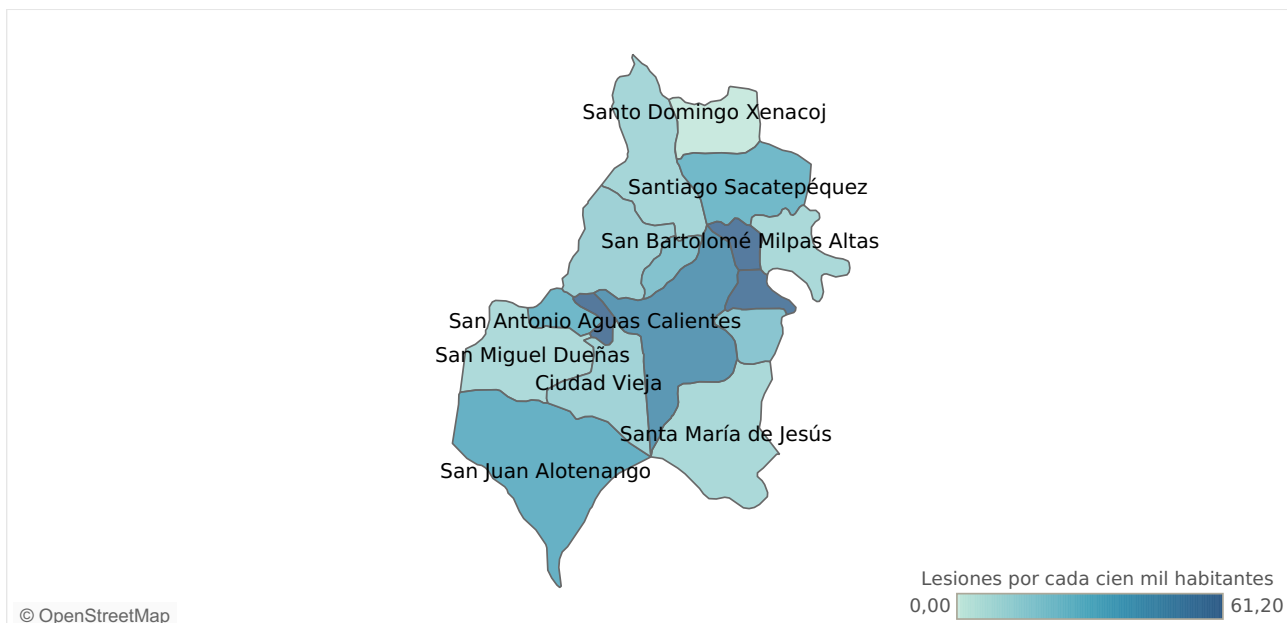 Santo Domingo Xenacoj
Santiago Sacatepéquez
San Bartolomé Milpas Altas
San Antonio Aguas Calientes
San Miguel Dueñas
Ciudad Vieja
Santa María de Jesús
San Juan Alotenango
Lesiones por cada cien mil habitantes
0,00 61,20
© OpenStreetMap